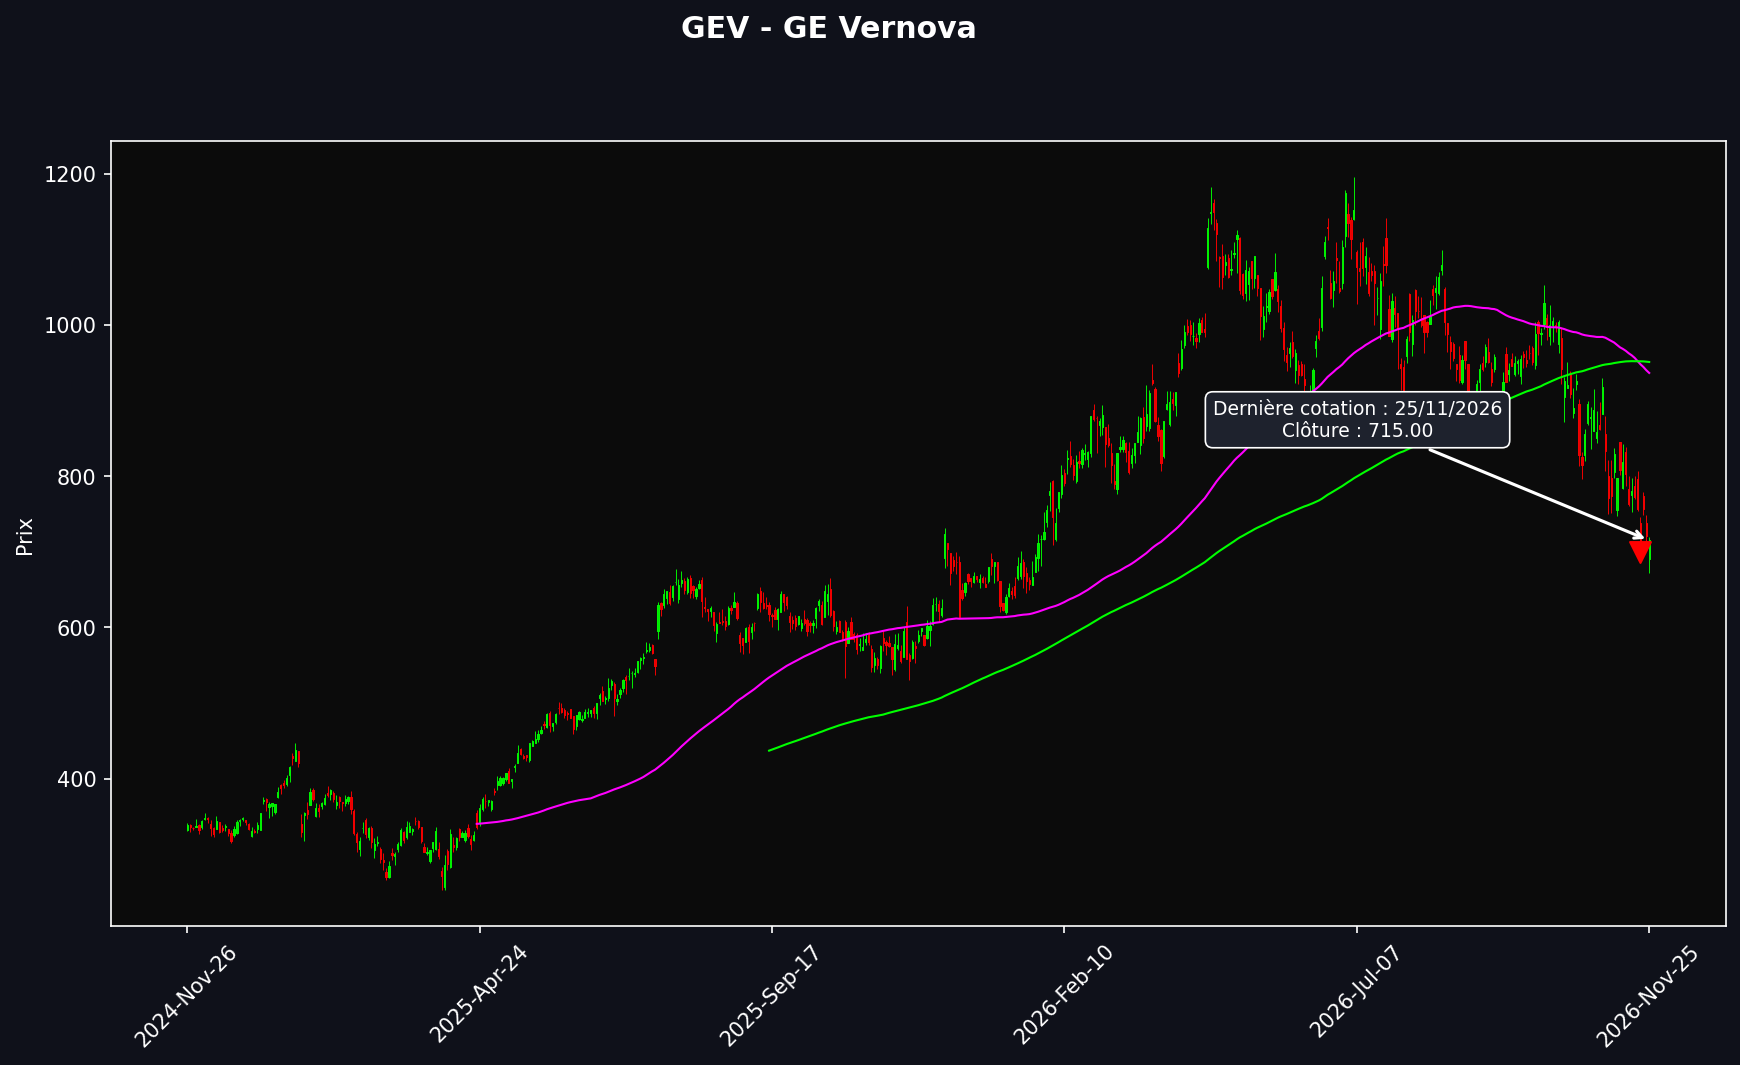 GEV - GE Vernova
1200
1000
800
600
400
Prix
Dernière cotation : 25/11/2026
Clôture : 715.00
2024-Nov-26
2025-Apr-24
2025-Sep-17
2026-Feb-10
2026-Jul-07
2026-Nov-25